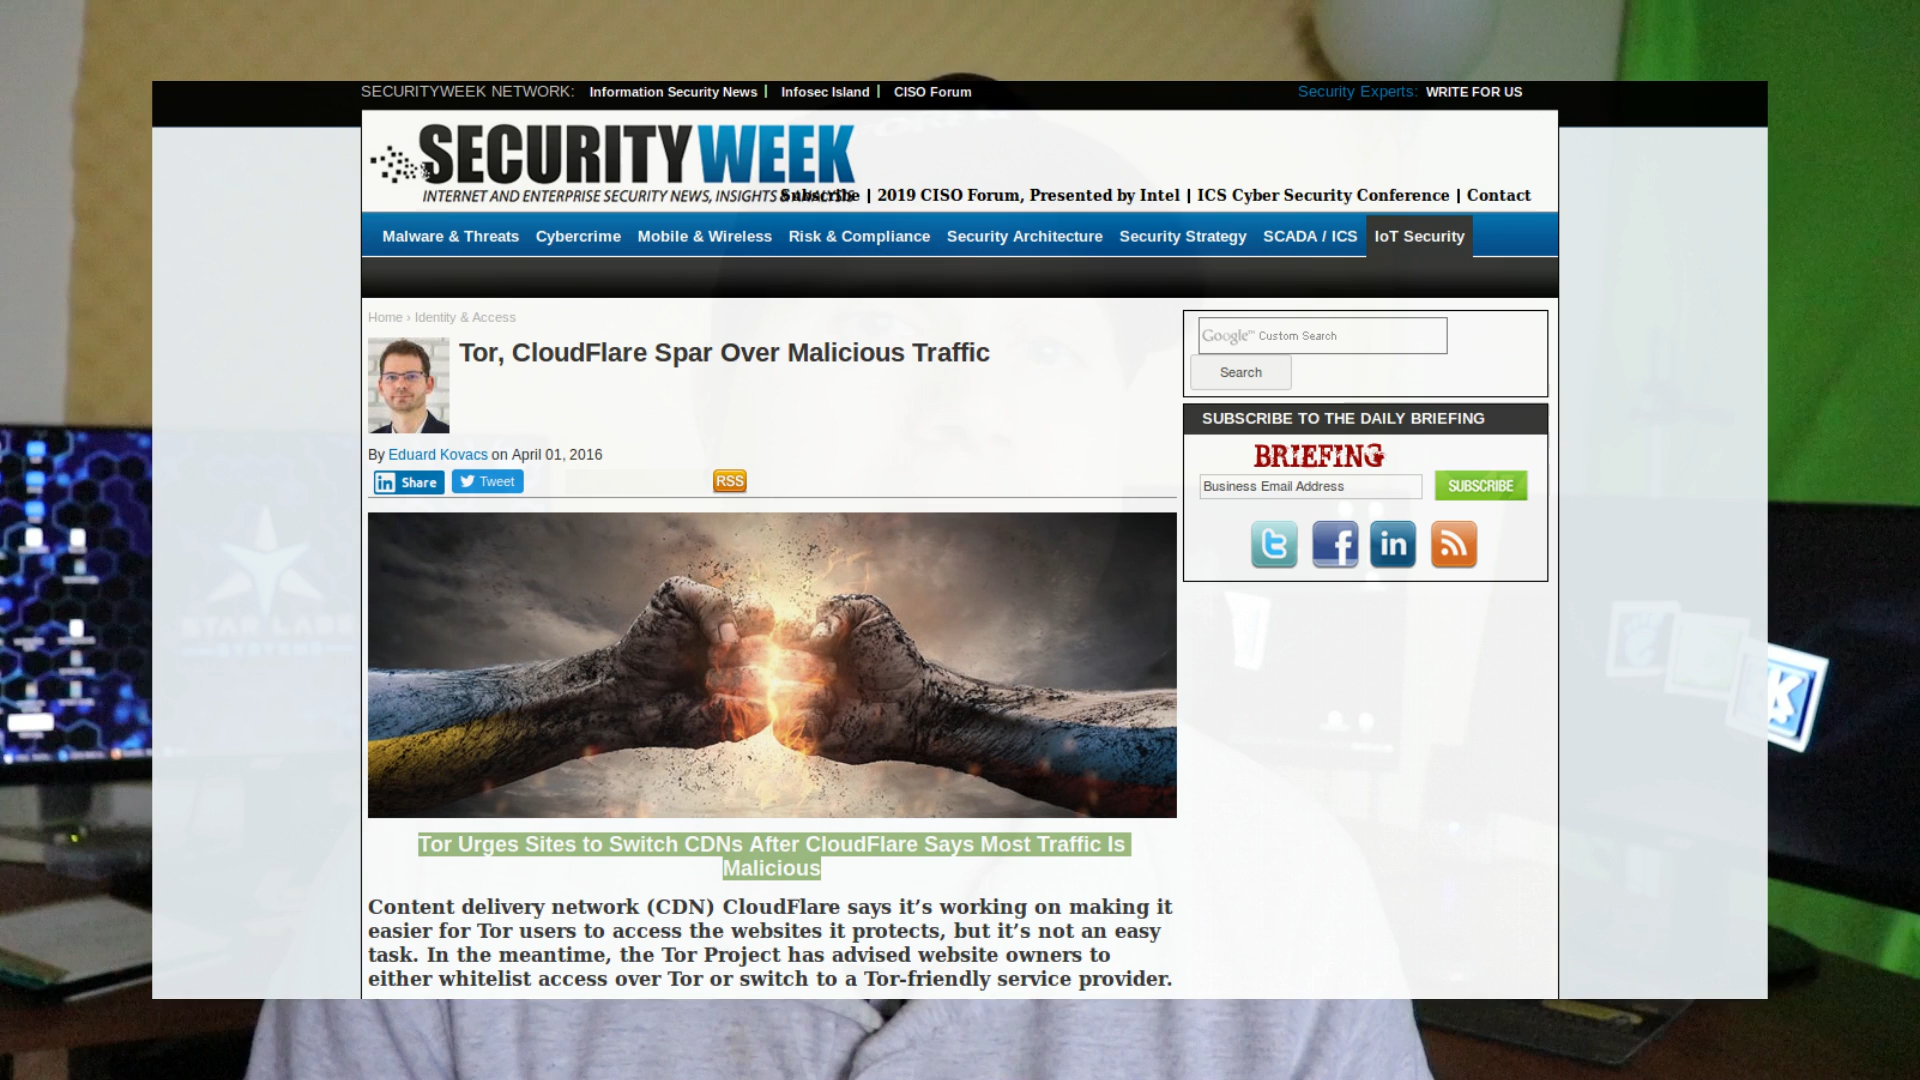 SECURITYWEEK NETWORK: Information Security News | Infosec Island | CISO Forum
Security Experts: WRITE FOR US
SECURITYWEEK
INTERNET AND ENTERPRISE SECURITY NEWS, INSIGHTS & ANALYSIS
Subscribe | 2019 CISO Forum, Presented by Intel | ICS Cyber Security Conference | Contact
Malware & Threats Cybercrime Mobile & Wireless Risk & Compliance Security Architecture Security Strategy SCADA / ICS IoT Security
Home › Identity & Access
Tor, CloudFlare Spar Over Malicious Traffic
By Eduard Kovacs on April 01, 2016
in Share Tweet RSS
Tor Urges Sites to Switch CDNs After CloudFlare Says Most Traffic Is
Malicious
Content delivery network (CDN) CloudFlare says it’s working on making it
easier for Tor users to access the websites it protects, but it’s not an easy
task. In the meantime, the Tor Project has advised website owners to
either whitelist access over Tor or switch to a Tor-friendly service provider.
Google™ Custom Search
Search
SUBSCRIBE TO THE DAILY BRIEFING
BRIEFING
Business Email Address SUBSCRIBE
STAR LABS
SYSTEMS